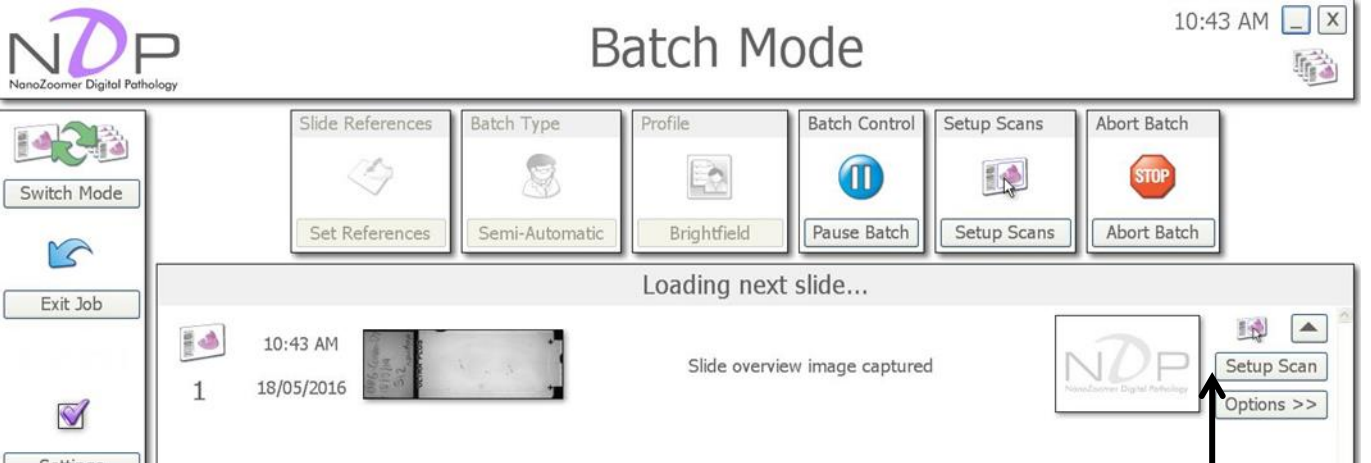 NDP
NanoZoomer Digital Pathology
Batch Mode
10:43 AM
_ X
Switch Mode
Exit Job
Settings
Slide References
Set References
Batch Type
Semi-Automatic
Profile
Brightfield
Batch Control
Pause Batch
Setup Scans
Setup Scans
Abort Batch
STOP
Abort Batch
Loading next slide...
1
10:43 AM
18/05/2016
Slide overview image captured
NDP
NanoZoomer Digital Pathology
Setup Scan
Options >>